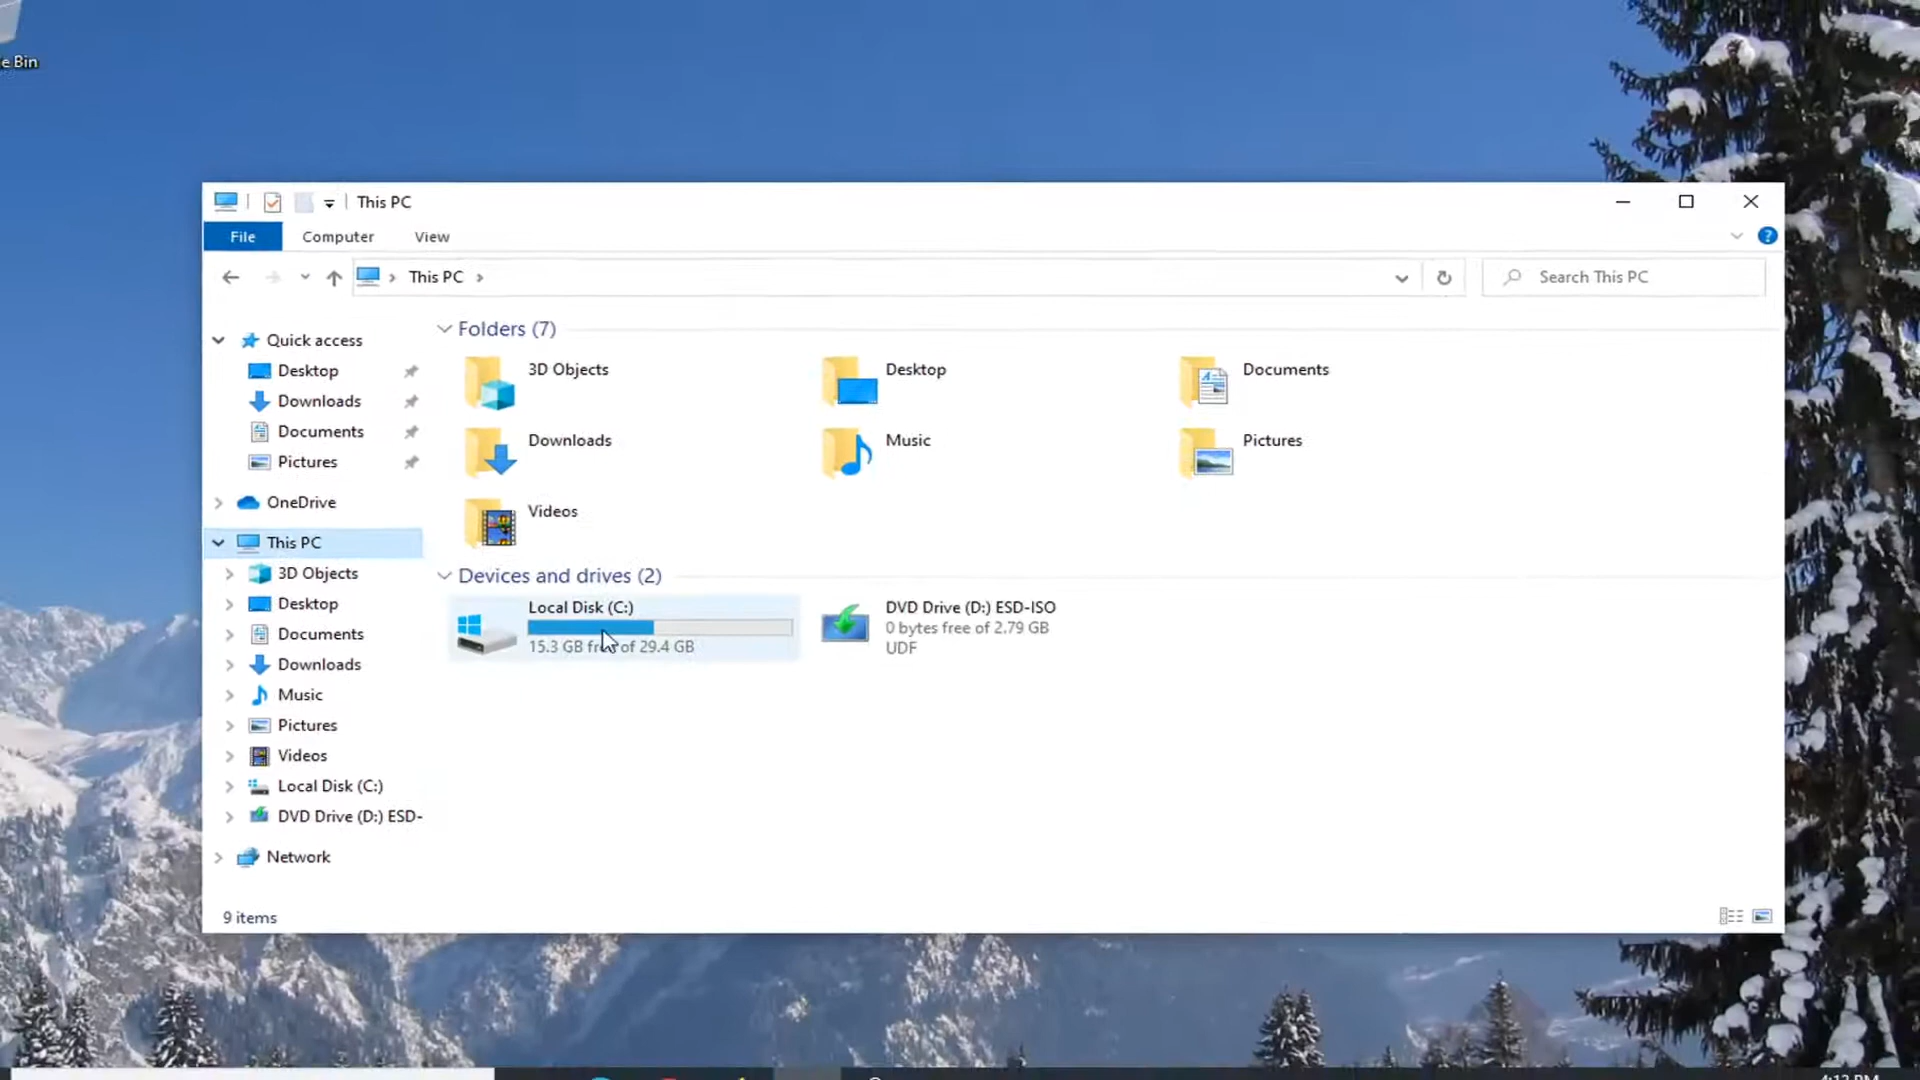 e Bin
This PC
File Computer View
This PC
Search This PC
Quick access
Desktop
Downloads
Documents
Pictures
OneDrive
This PC
3D Objects
Desktop
Documents
Downloads
Music
Pictures
Videos
Local Disk (C:)
DVD Drive (D:) ESD-
Network
Folders (7)
3D Objects
Desktop
Documents
Downloads
Music
Pictures
Videos
Devices and drives (2)
Local Disk (C:)
15.3 GB free of 29.4 GB
DVD Drive (D:) ESD-ISO
0 bytes free of 2.79 GB
UDF
9 items